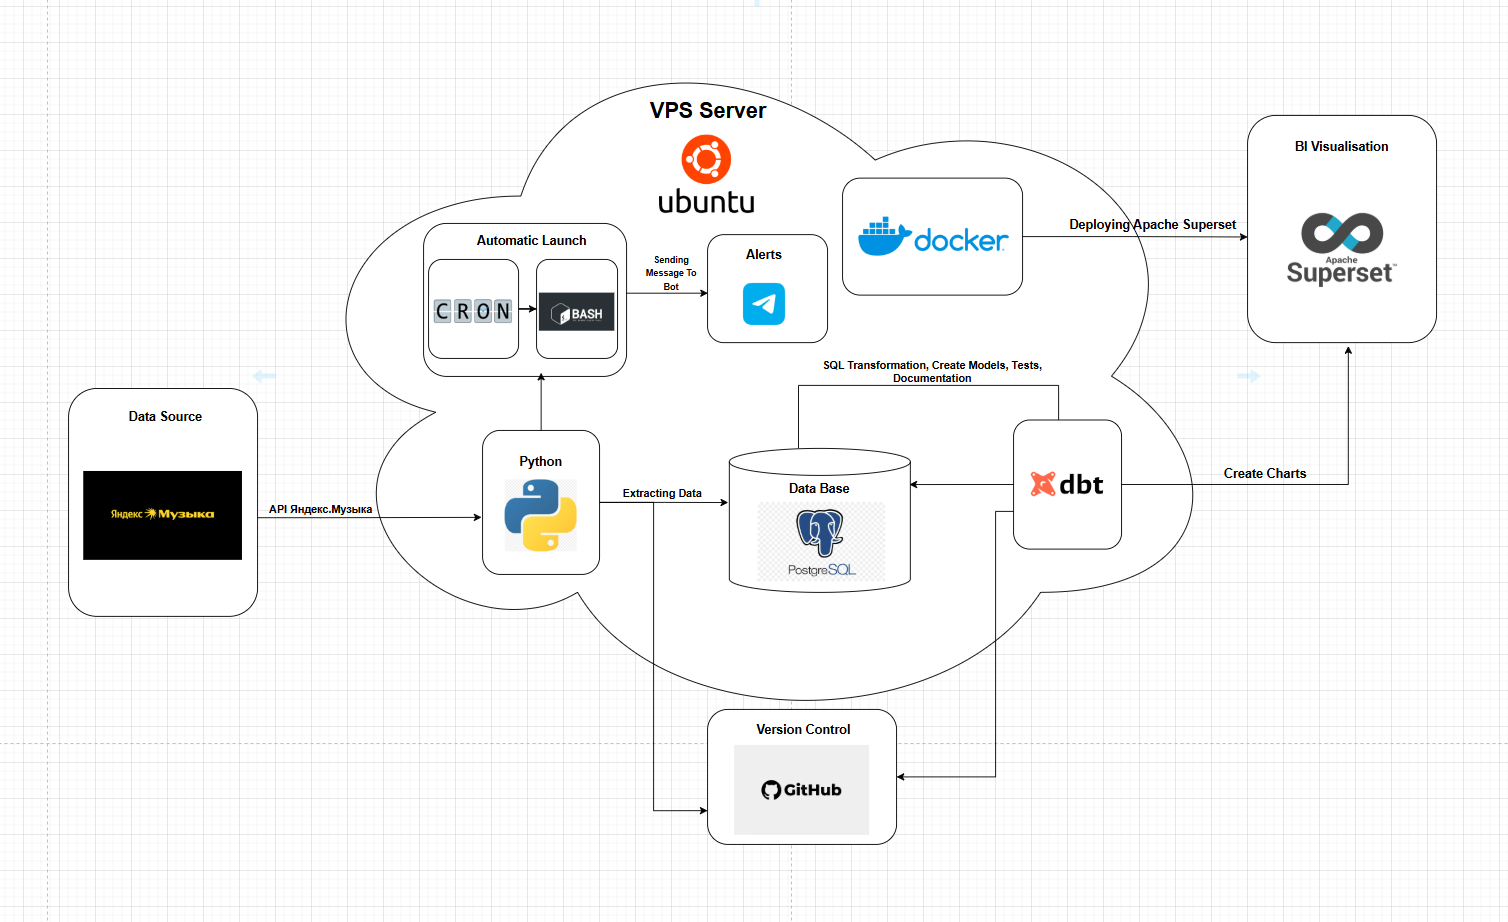 VPS Server
ubuntu
Automatic Launch
CRON
BASH
Sending
Message To
Bot
Alerts
docker
Deploying Apache Superset
BI Visualisation
Apache
Superset™
Data Source
Яндекс Музыка
API Яндекс.Музыка
Python
Extracting Data
SQL Transformation, Create Models, Tests,
Documentation
Data Base
PostgreSQL
dbt
Create Charts
Version Control
GitHub